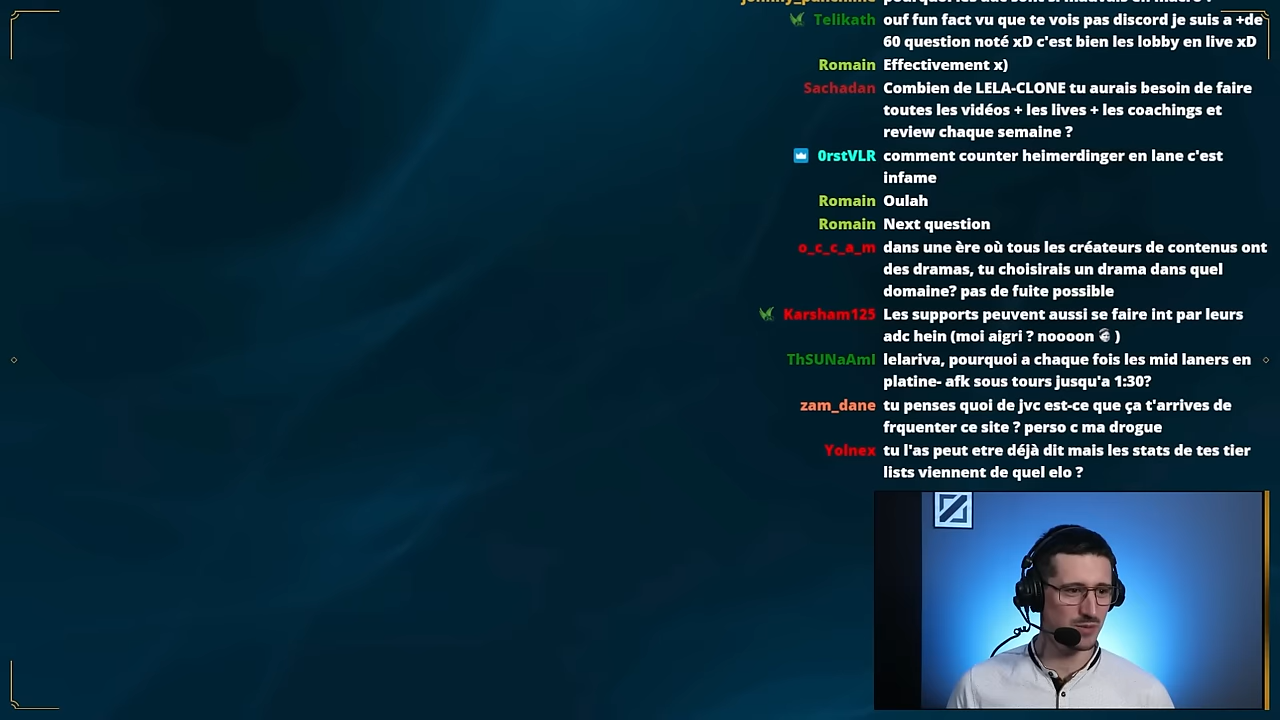 Telikath ouf fun fact vu que te vois pas discord je suis a +de
60 question noté xD c'est bien les lobby en live xD
Romain Effectivement x)
Sachadan Combien de LELA-CLONE tu aurais besoin de faire
toutes les vidéos + les lives + les coachings et
review chaque semaine ?
0rstVLR comment counter heimerdinger en lane c'est
infame
Romain Oulah
Romain Next question
o_c_c_a_m dans une ère où tous les créateurs de contenus ont
des dramas, tu choisirais un drama dans quel
domaine? pas de fuite possible
Karsham125 Les supports peuvent aussi se faire int par leurs
adc hein (moi aigri ? noooon )
ThSUNaAmI lelariva, pourquoi a chaque fois les mid laners en
platine- afk sous tours jusqu'a 1:30?
zam_dane tu penses quoi de jvc est-ce que ça t'arrives de
frquenter ce site ? perso c ma drogue
Yolnex tu l'as peut etre déjà dit mais les stats de tes tier
lists viennent de quel elo ?